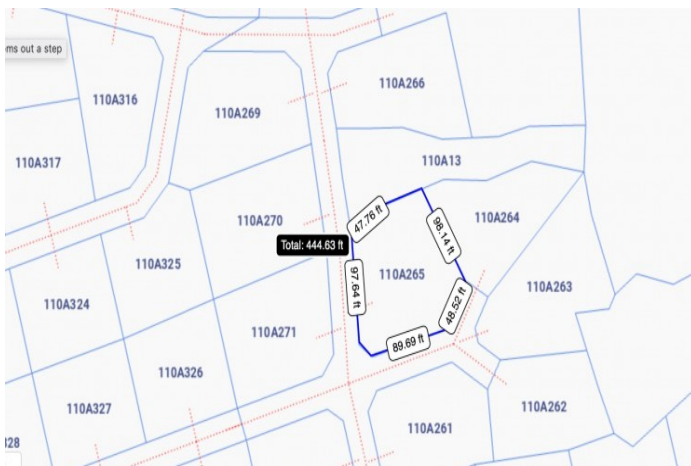 oms out a step
110A316
110A269
110A266
110A317
110A13
47.76 ft
98.14 ft
110A264
110A270
Total: 444.63 ft
110A325
97.64 ft
110A265
110A263
110A324
48.52 ft
110A271
89.69 ft
110A326
110A327
110A262
110A261
328